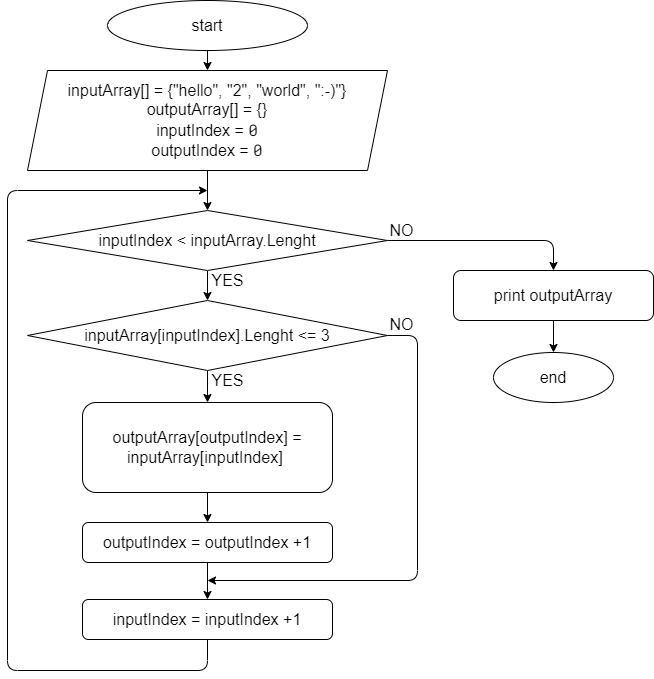 start
inputArray[] = {"hello", "2", "world", ":-)"}
outputArray[] = {}
inputIndex = 0
outputIndex = 0
inputIndex < inputArray.Lenght
NO
YES
print outputArray
inputArray[inputIndex].Lenght <= 3
NO
YES
end
outputArray[outputIndex] =
inputArray[inputIndex]
outputIndex = outputIndex +1
inputIndex = inputIndex +1